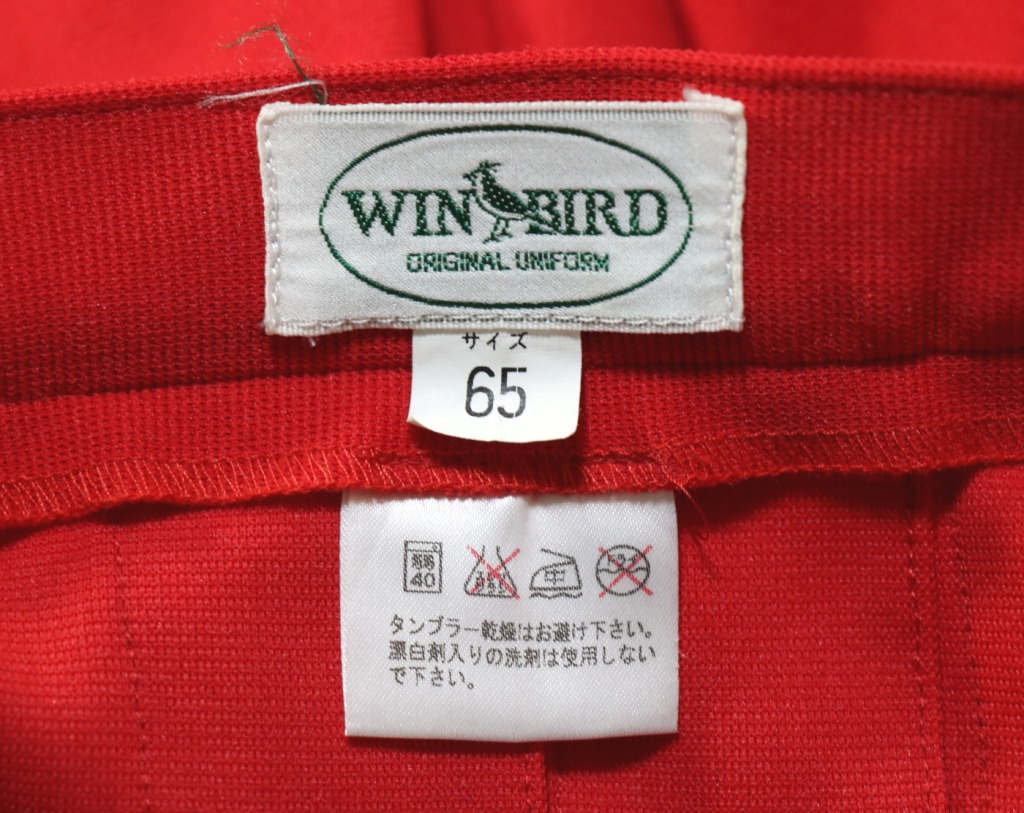 WIN BIRD
ORIGINAL UNIFORM
サイズ
65
40 中
タンブラー乾燥はお避け下さい。
漂白剤入りの洗剤は使用しない
で下さい。